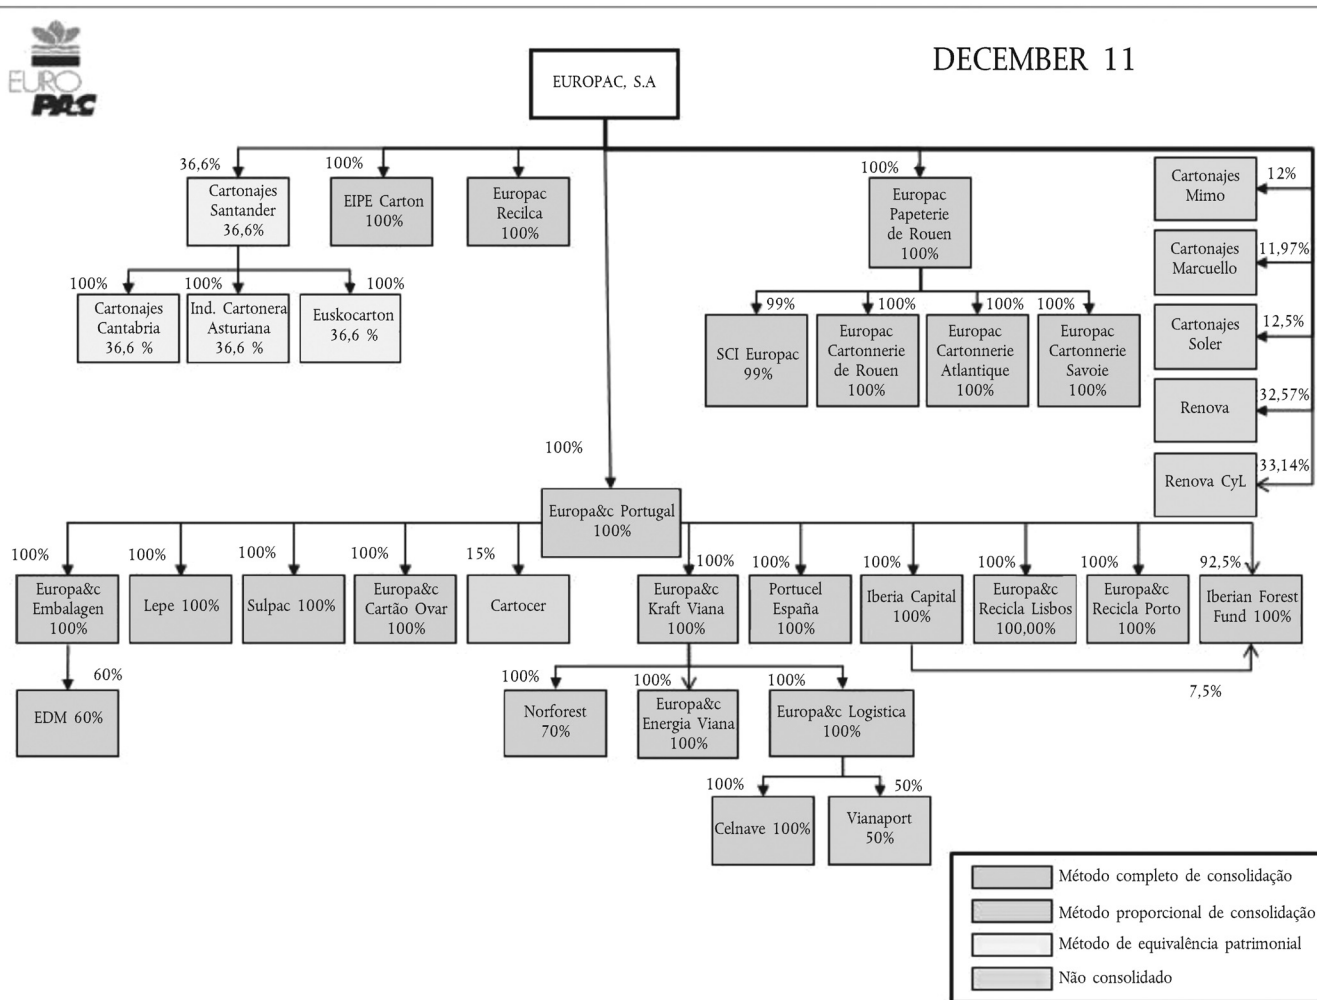 EURO
PAC
DECEMBER 11
EUROPAC, S.A
36,6%
Cartonajes
Santander
36,6%
100%
EIPE Carton
100%
Europac
Recilca
100%
100%
Europac
Papeterie
de Rouen
100%
Cartonajes
Mimo
12%
Cartonajes
Marcuello
11,97%
Cartonajes
Soler
12,5%
Renova
32,57%
Renova CyL
33,14%
100%
Cartonajes
Cantabria
36,6 %
100%
Ind. Cartonera
Asturiana
36,6 %
100%
Euskocarton
36,6 %
99%
SCI Europac
99%
100%
Europac
Cartonnerie
de Rouen
100%
100%
Europac
Cartonnerie
Atlantique
100%
100%
Europac
Cartonnerie
Savoie
100%
100%
Europa&c Portugal
100%
100%
Europa&c
Embalagen
100%
100%
Lepe 100%
100%
Sulpac 100%
100%
Europa&c
Cartão Ovar
100%
15%
Cartocer
100%
Europa&c
Kraft Viana
100%
100%
Portucel
España
100%
100%
Iberia Capital
100%
100%
Europa&c
Recicla Lisbos
100,00%
100%
Europa&c
Recicla Porto
100%
92,5%
Iberian Forest
Fund 100%
7,5%
60%
EDM 60%
100%
Norforest
70%
100%
Europa&c
Energia Viana
100%
100%
Europa&c Logistica
100%
100%
Celnave 100%
50%
Vianaport
50%
Método completo de consolidação
Método proporcional de consolidação
Método de equivalência patrimonial
Não consolidado